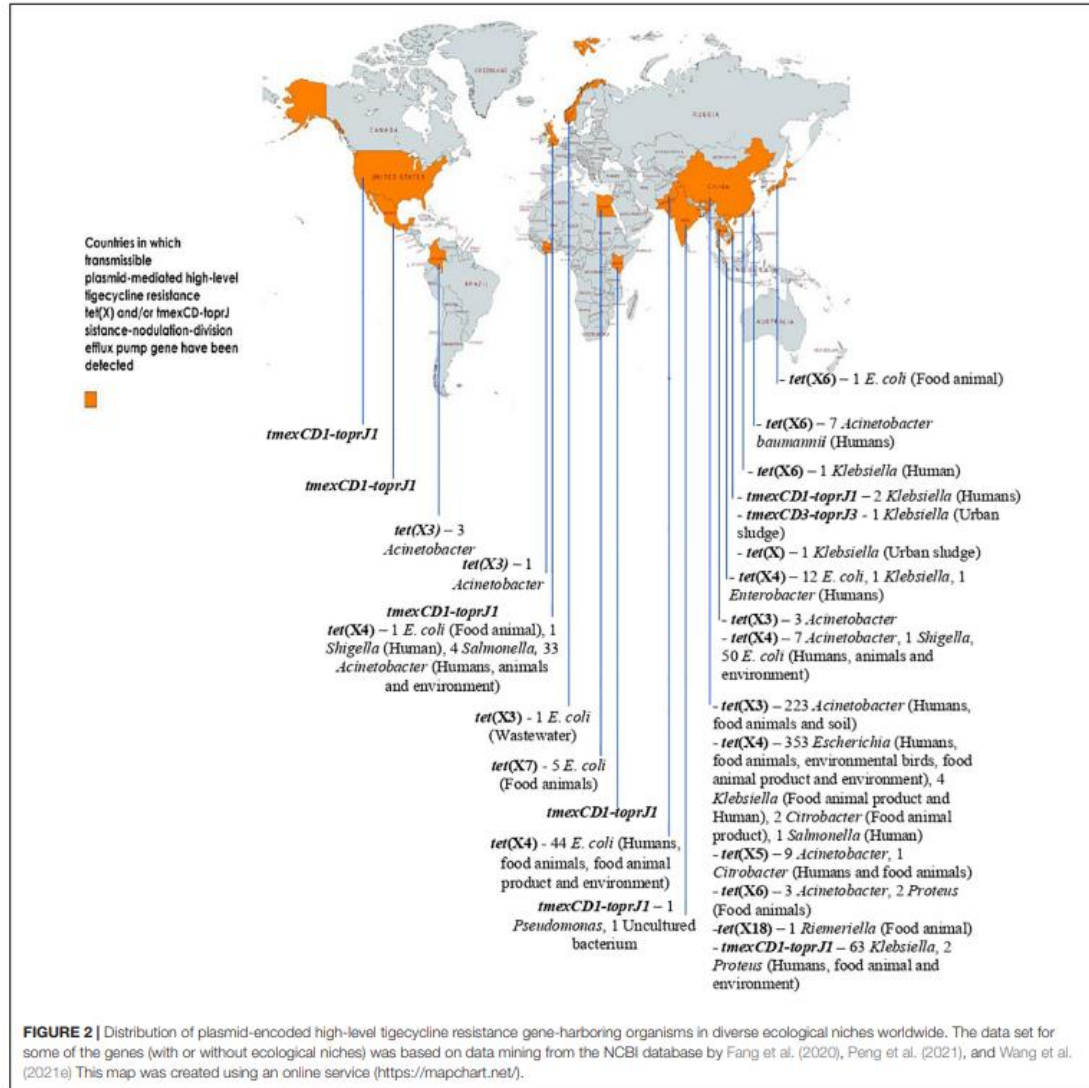 GREENLAND
RUSSIA
CANADA
UNITED STATES
CHINA
BRAZIL
AUSTRALIA
Countries in which
transmissible
plasmid-mediated high-level
tigecycline resistance
tet(X) and/or tmexCD-toprJ
sistance-nodulation-division
efflux pump gene have been
detected
tmexCD1-toprJ1
tmexCD1-toprJ1
tet(X3) – 3
Acinetobacter
tet(X3) – 1
Acinetobacter
tmexCD1-toprJ1
tet(X4) – 1 E. coli (Food animal), 1
Shigella (Human), 4 Salmonella, 33
Acinetobacter (Humans, animals
and environment)
tet(X3) - 1 E. coli
(Wastewater)
tet(X7) - 5 E. coli
(Food animals)
tmexCD1-toprJ1
tet(X4) - 44 E. coli (Humans,
food animals, food animal
product and environment)
tmexCD1-toprJ1 – 1
Pseudomonas, 1 Uncultured
bacterium
- tet(X6) – 1 E. coli (Food animal)
- tet(X6) – 7 Acinetobacter
baumannii (Humans)
- tet(X6) – 1 Klebsiella (Human)
- tmexCD1-toprJ1 – 2 Klebsiella (Humans)
- tmexCD3-toprJ3 - 1 Klebsiella (Urban
sludge)
- tet(X) – 1 Klebsiella (Urban sludge)
- tet(X4) – 12 E. coli, 1 Klebsiella, 1
Enterobacter (Humans)
- tet(X3) – 3 Acinetobacter
- tet(X4) – 7 Acinetobacter, 1 Shigella,
50 E. coli (Humans, animals and
environment)
- tet(X3) – 223 Acinetobacter (Humans,
food animals and soil)
- tet(X4) – 353 Escherichia (Humans,
food animals, environmental birds, food
animal product and environment), 4
Klebsiella (Food animal product and
Human), 2 Citrobacter (Food animal
product), 1 Salmonella (Human)
- tet(X5) – 9 Acinetobacter, 1
Citrobacter (Humans and food animals)
- tet(X6) – 3 Acinetobacter, 2 Proteus
(Food animals)
-tet(X18) – 1 Riemeriella (Food animal)
- tmexCD1-toprJ1 – 63 Klebsiella, 2
Proteus (Humans, food animal and
environment)
FIGURE 2 | Distribution of plasmid-encoded high-level tigecycline resistance gene-harboring organisms in diverse ecological niches worldwide. The data set for
some of the genes (with or without ecological niches) was based on data mining from the NCBI database by Fang et al. (2020), Peng et al. (2021), and Wang et al.
(2021e) This map was created using an online service (https://mapchart.net/).